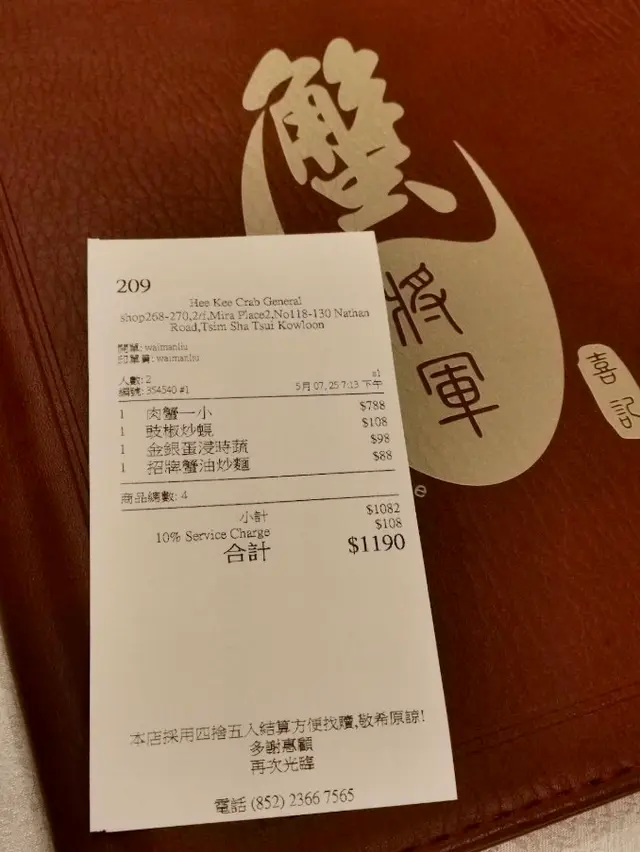 蟹
將軍
喜記
209
Hee Kee Crab General
shop268-270,2/f,Mira Place2,No118-130 Nathan
Road,Tsim Sha Tsui Kowloon
開單: waimanliu
印單員: waimanliu
人數: 2
編號: 354540 #1 5月 07, 25 7:13 下午
1 肉蟹一小 $788
1 豉椒炒蜆 $108
1 金銀蛋浸時蔬 $98
1 招牌蟹油炒麵 $88
商品總數: 4
小計 $1082
10% Service Charge $108
合計 $1190
本店採用四捨五入結算方便找贖,敬希原諒!
多謝惠顧
再次光臨
電話 (852) 2366 7565